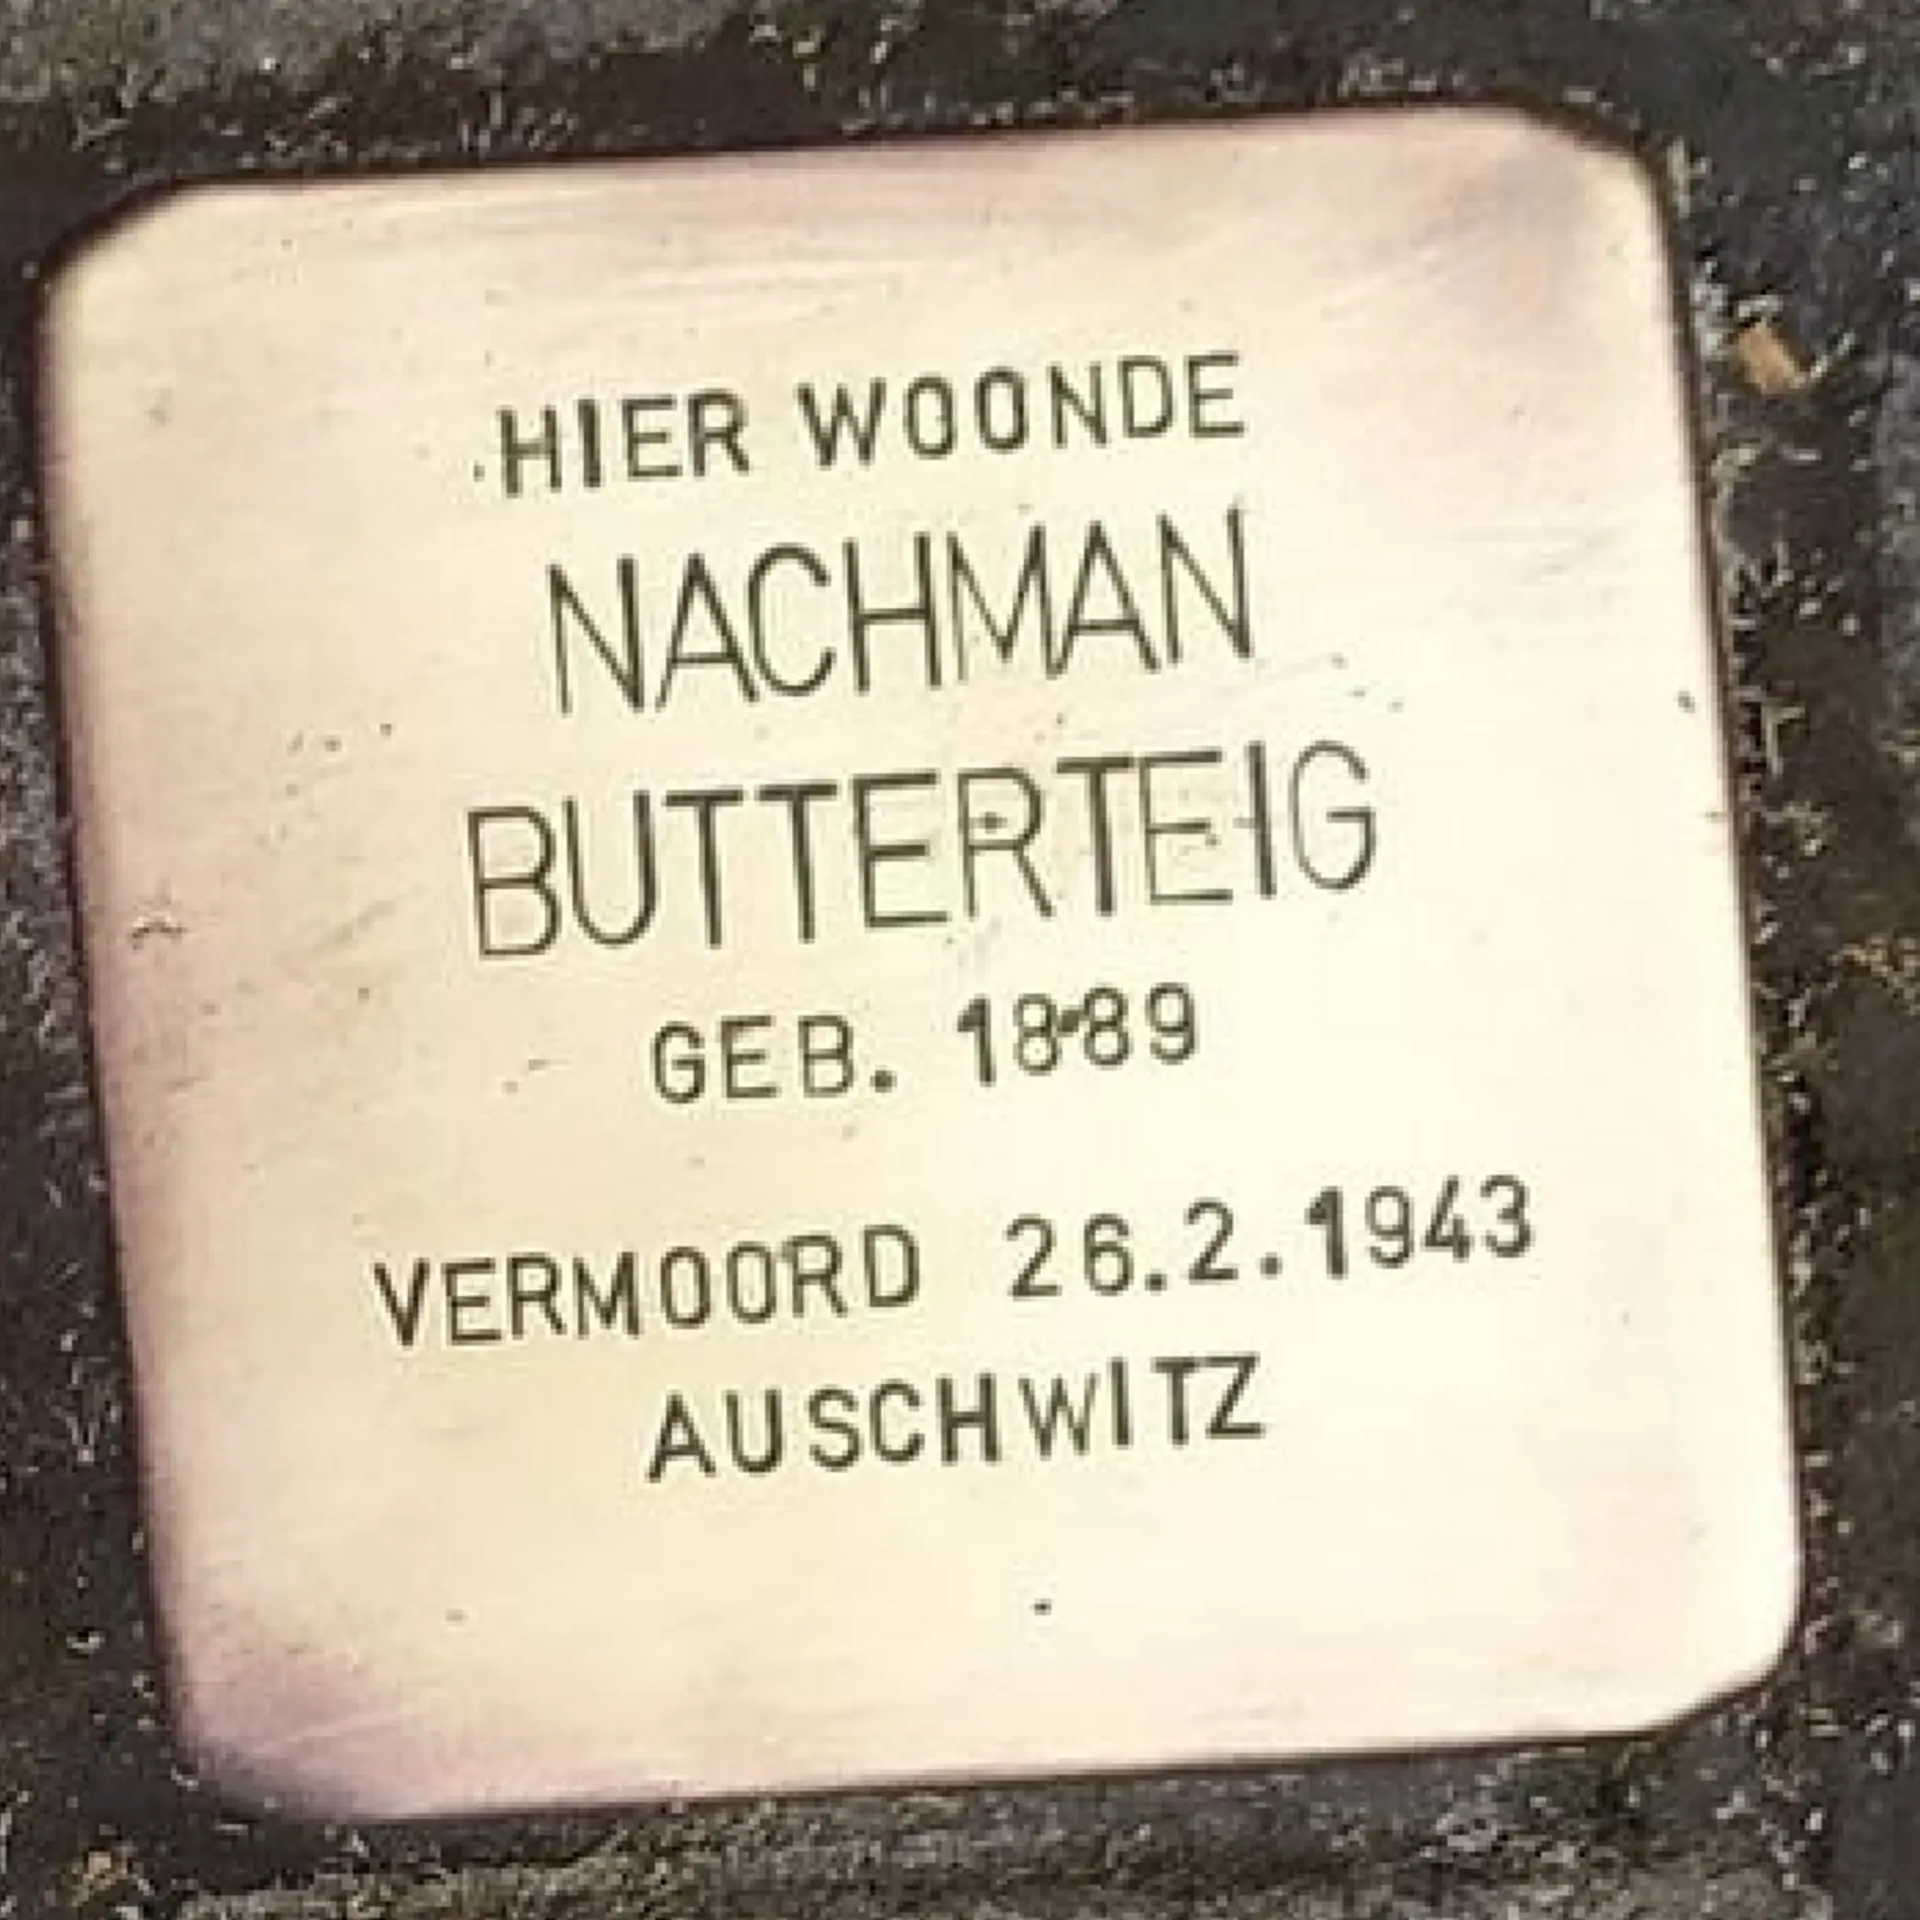 HIER WOONDE
NACHMAN
BUTTERTEIG
GEB. 1889
VERMOORD 26.2.1943
AUSCHWITZ